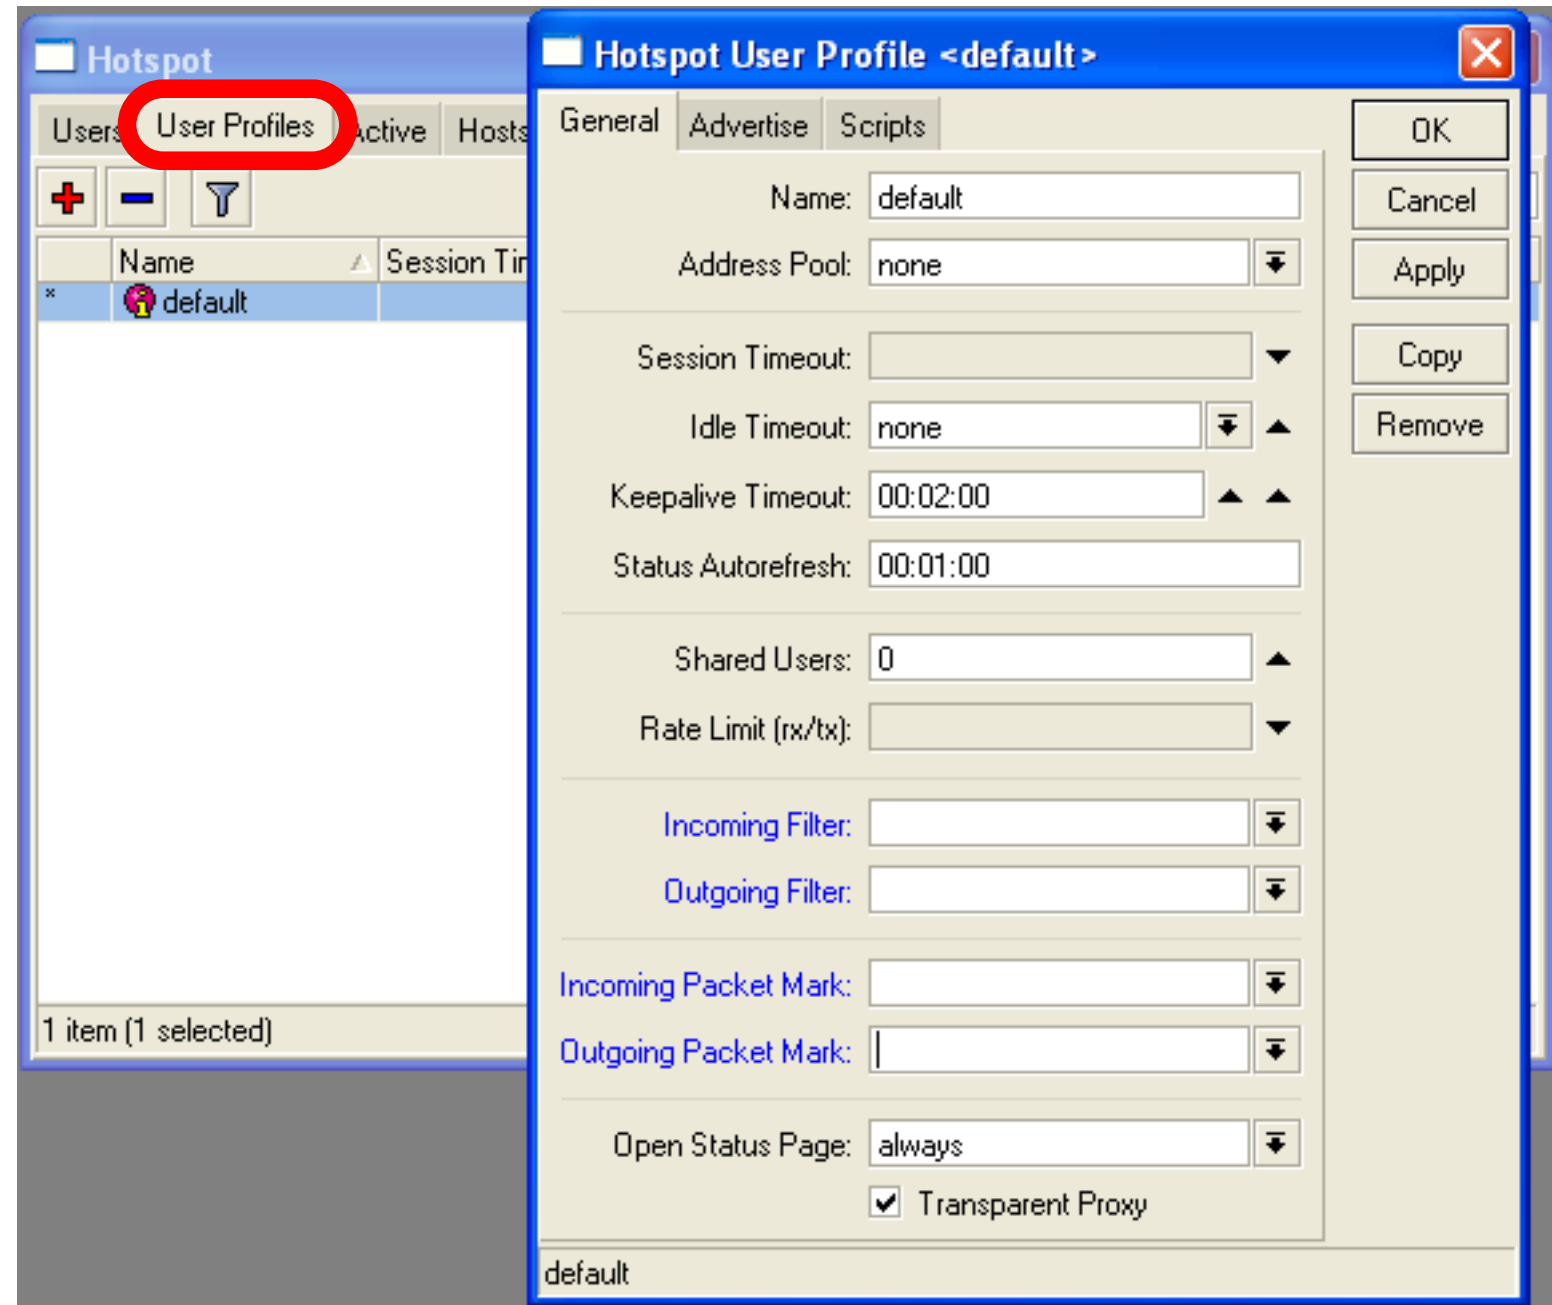 Hotspot
Users User Profiles Active Hosts
Name Session
* default
1 item (1 selected)
Hotspot User Profile <default>
General Advertise Scripts
Name: default
Address Pool: none
Session Timeout:
Idle Timeout: none
Keepalive Timeout: 00:02:00
Status Autorefresh: 00:01:00
Shared Users: 0
Rate Limit (rx/tx):
Incoming Filter:
Outgoing Filter:
Incoming Packet Mark:
Outgoing Packet Mark:
Open Status Page: always
Transparent Proxy
default
OK
Cancel
Apply
Copy
Remove